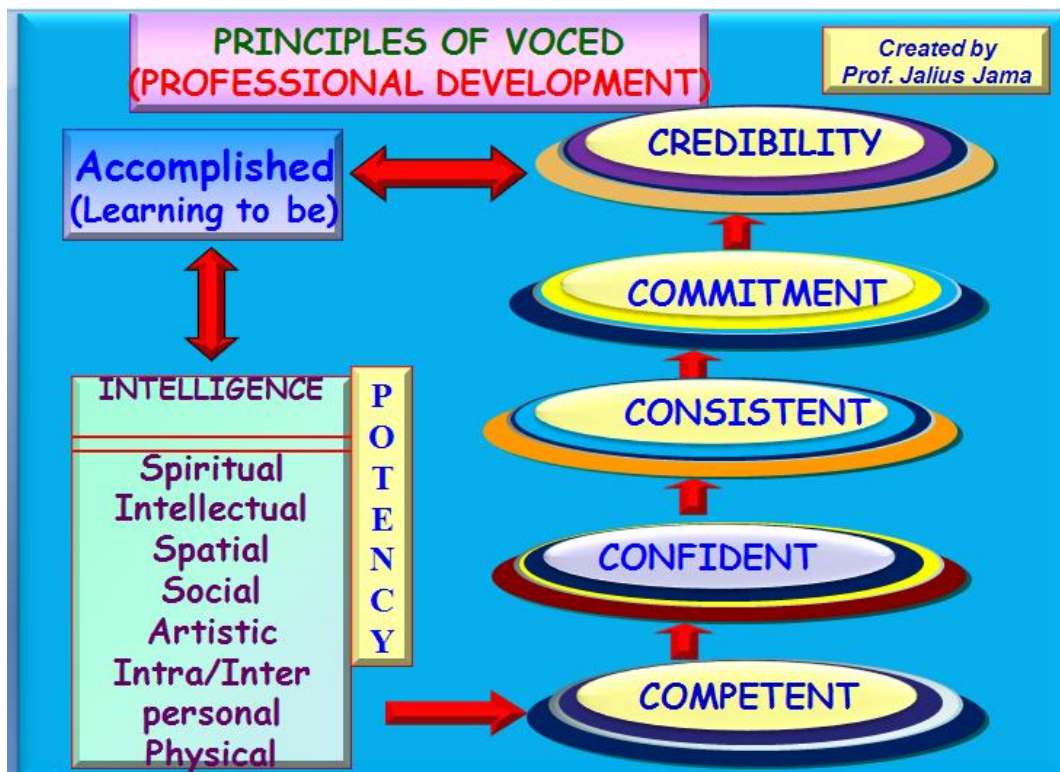 PRINCIPLES OF VOCED
(PROFESSIONAL DEVELOPMENT)
Created by
Prof. Jalius Jama
Accomplished
(Learning to be)
CREDIBILITY
COMMITMENT
CONSISTENT
CONFIDENT
COMPETENT
INTELLIGENCE
Spiritual
Intellectual
Spatial
Social
Artistic
Intra/Inter
personal
Physical
POTENCY